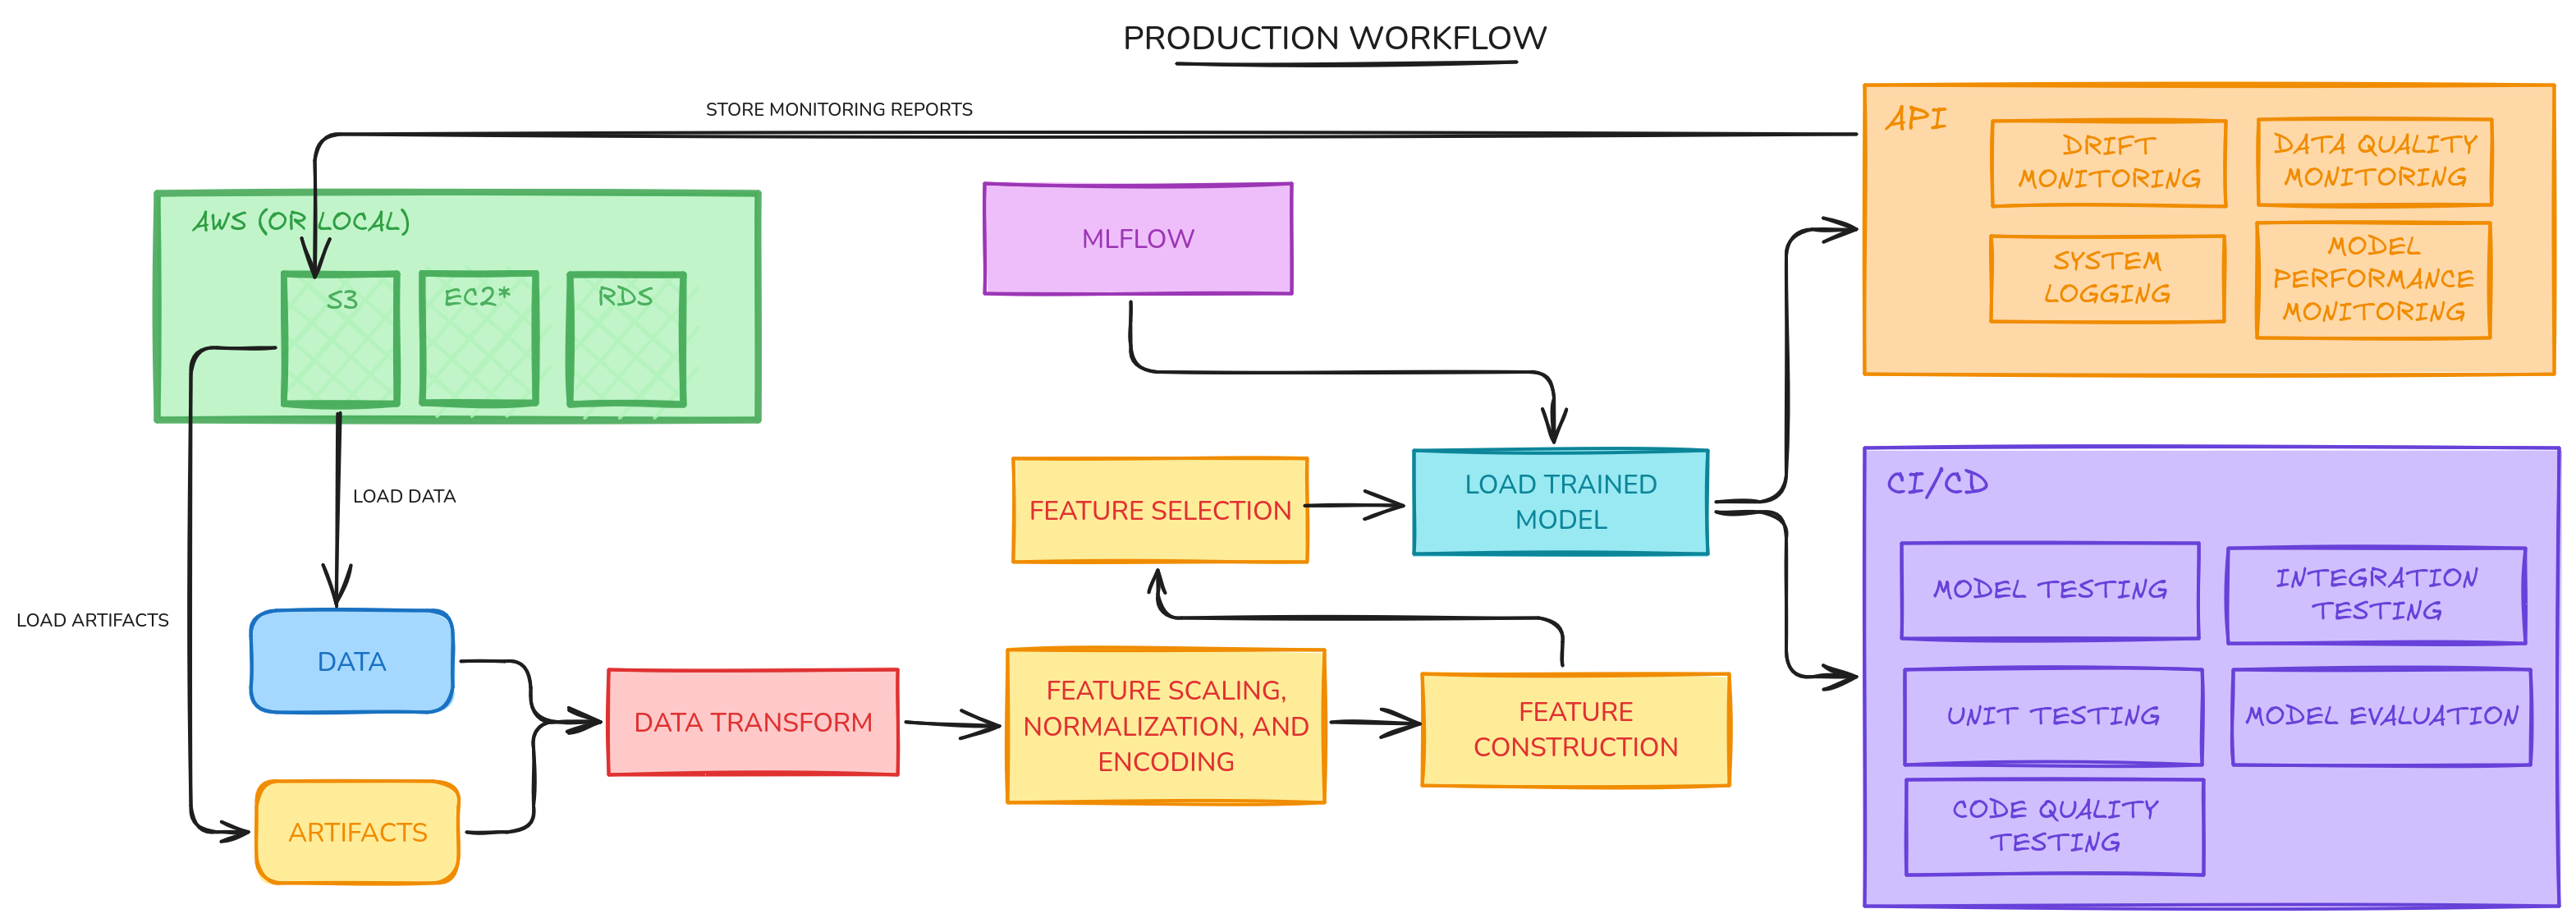 PRODUCTION WORKFLOW
STORE MONITORING REPORTS
AWS (OR LOCAL)
S3
EC2*
RDS
MLFLOW
API
DRIFT
MONITORING
DATA QUALITY
MONITORING
SYSTEM
LOGGING
MODEL
PERFORMANCE
MONITORING
LOAD DATA
LOAD ARTIFACTS
DATA
ARTIFACTS
DATA TRANSFORM
FEATURE SCALING,
NORMALIZATION, AND
ENCODING
FEATURE
CONSTRUCTION
FEATURE SELECTION
LOAD TRAINED
MODEL
CI/CD
MODEL TESTING
INTEGRATION
TESTING
UNIT TESTING
MODEL EVALUATION
CODE QUALITY
TESTING